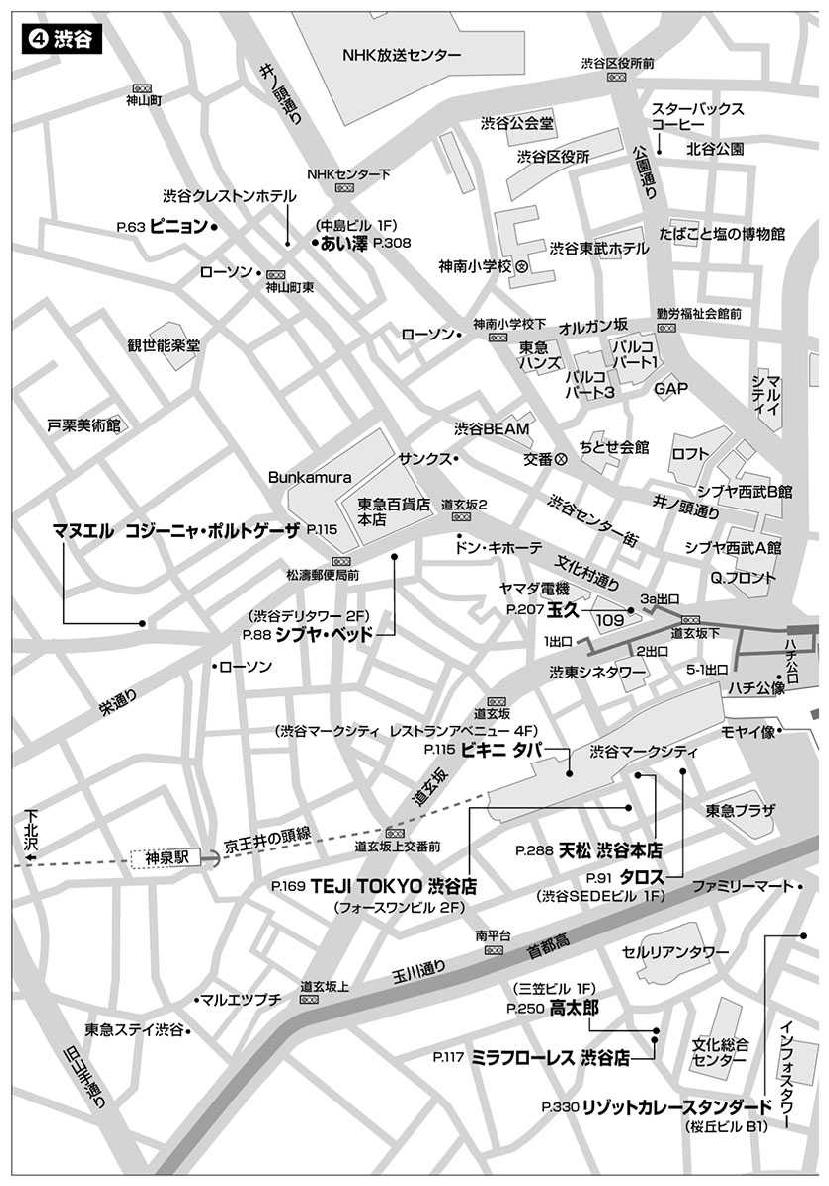 4 渋谷
NHK放送センター
渋谷区役所前
井ノ頭通り
神山町
スターバックス
コーヒー
渋谷公会堂
北谷公園
渋谷区役所
公園通り
NHKセンター下
渋谷クレストンホテル
P.63 ピニョン
(中島ビル 1F)
あい澤 P.308
たばこと塩の博物館
渋谷東武ホテル
神南小学校
ローソン
神山町東
勤労福祉会館前
神南小学校下
オルガン坂
ローソン
観世能楽堂
東急
ハンズ
パルコ
パート1
パルコ
パート3
GAP
マルイ
シティ
戸栗美術館
渋谷BEAM
サンクス
交番
ちとせ会館
ロフト
Bunkamura
東急百貨店
本店
道玄坂2
渋谷センター街
井ノ頭通り
シブヤ西武B館
マヌエル コジーニャ・ポルトゲーザ P.115
ドン・キホーテ
シブヤ西武A館
文化村通り
松濤郵便局前
Q.フロント
ヤマダ電機
P.207 玉久
109
3a出口
(渋谷デリタワー 2F)
P.88 シブヤ・ベッド
道玄坂下
1出口
2出口
ハチ公口
ローソン
渋東シネタワー
5-1出口
ハチ公像
栄通り
道玄坂
(渋谷マークシティ レストランアベニュー 4F)
P.115 ビキニ タパ
渋谷マークシティ
モヤイ像
道玄坂
下北沢
東急プラザ
京王井の頭線
神泉駅
道玄坂上交番前
P.288 天松 渋谷本店
P.91 タロス
(渋谷SEDEビル 1F)
P.169 TEJI TOKYO 渋谷店
(フォースワンビル 2F)
ファミリーマート
南平台
首都高
セルリアンタワー
玉川通り
道玄坂上
マルエツプチ
(三笠ビル 1F)
P.250 高太郎
東急ステイ渋谷
旧山手通り
文化総合
センター
インフォスタワー
P.117 ミラフローレス 渋谷店
P.330 リゾットカレースタンダード
(桜丘ビルB1)